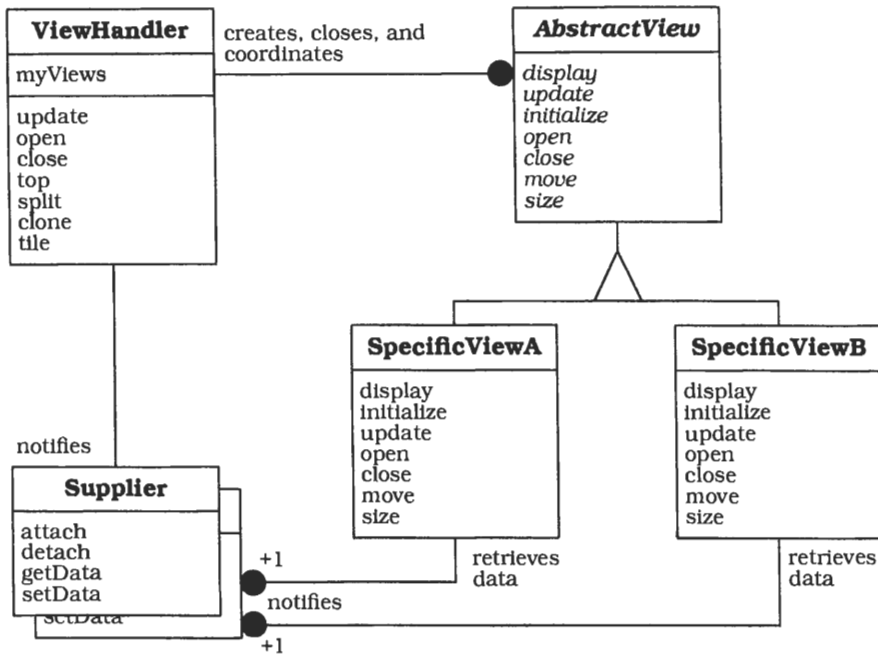 ViewHandler
myViews
update
open
close
top
split
clone
tile
creates, closes, and
coordinates
AbstractView
display
update
initialize
open
close
move
size
SpecificViewA
display
initialize
update
open
close
move
size
SpecificViewB
display
initialize
update
open
close
move
size
notifies
Supplier
attach
detach
getData
setData
setData
+1
notifies
+1
retrieves
data
retrieves
data